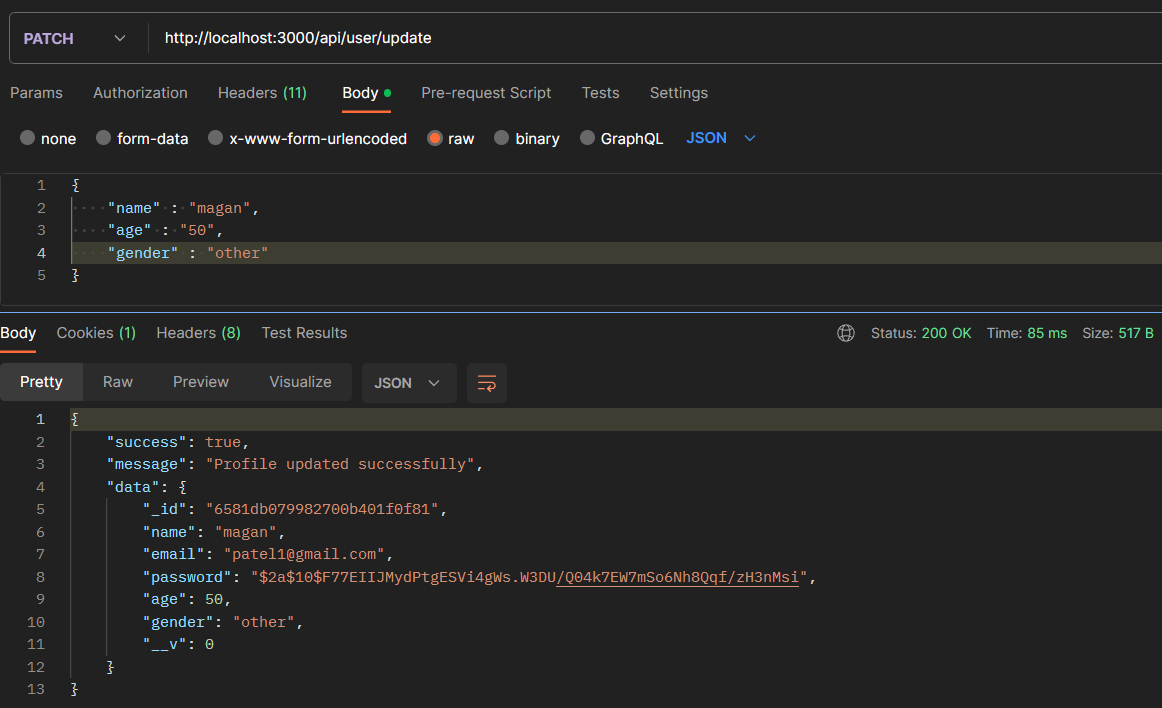 PATCH http://localhost:3000/api/user/update
Params Authorization Headers (11) Body Pre-request Script Tests Settings
none form-data x-www-form-urlencoded raw binary GraphQL JSON
1 {
2 "name" : "magan",
3 "age" : "50",
4 "gender" : "other"
5 }
Body Cookies (1) Headers (8) Test Results Status: 200 OK Time: 85 ms Size: 517 B
Pretty Raw Preview Visualize JSON
1 {
2 "success": true,
3 "message": "Profile updated successfully",
4 "data": {
5 "_id": "6581db079982700b401f0f81",
6 "name": "magan",
7 "email": "patel1@gmail.com",
8 "password": "$2a$10$F77EIIJMydPtgESVi4gWs.W3DU/Q04k7EW7mSo6Nh8Qqf/zH3nMsi",
9 "age": 50,
10 "gender": "other",
11 "__v": 0
12 }
13 }